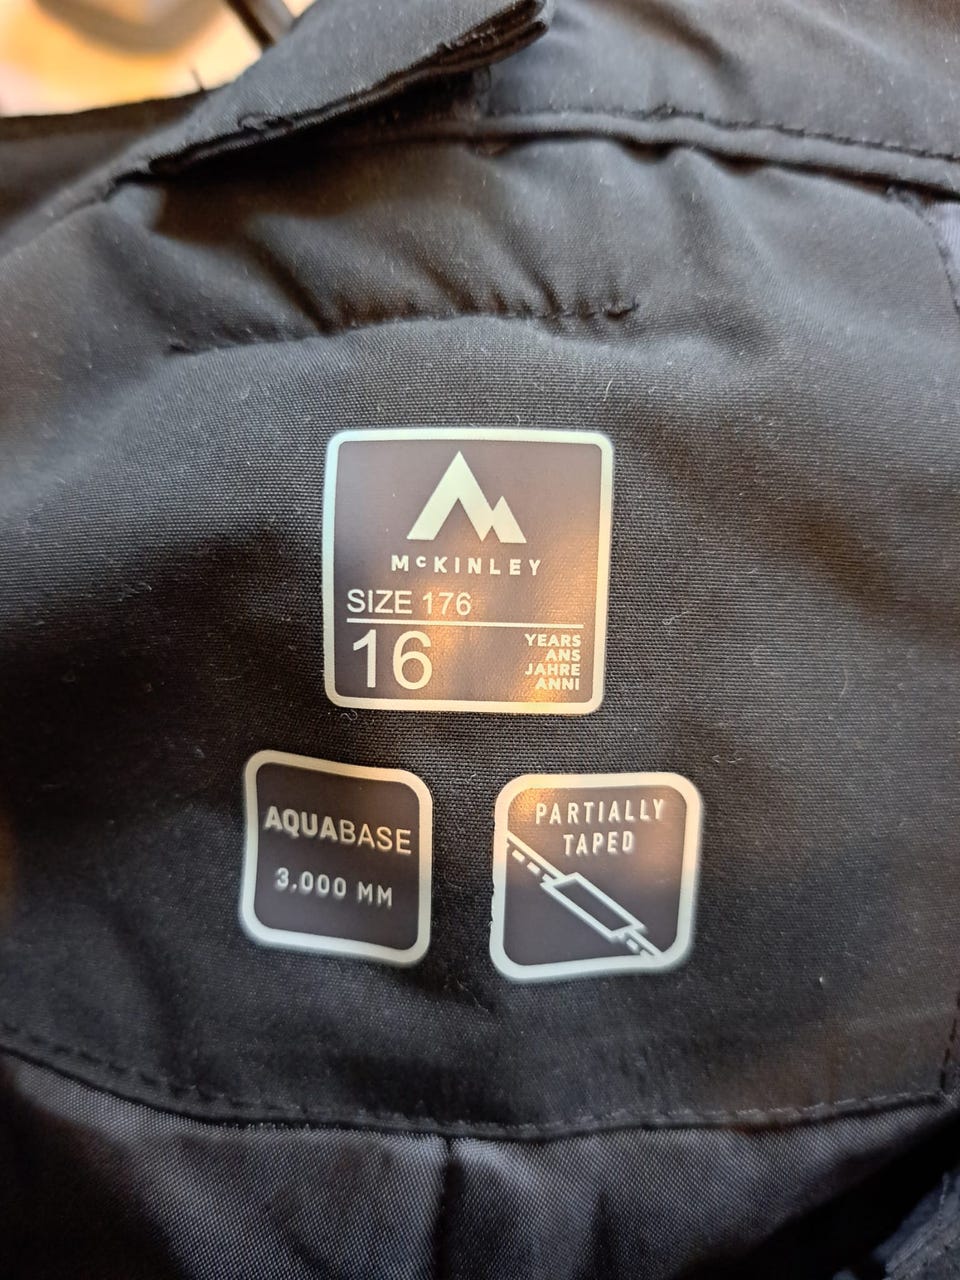 McKINLEY
SIZE 176
16
YEARS
ANS
JAHRE
ANNI
AQUABASE
3,000 MM
PARTIALLY
TAPED